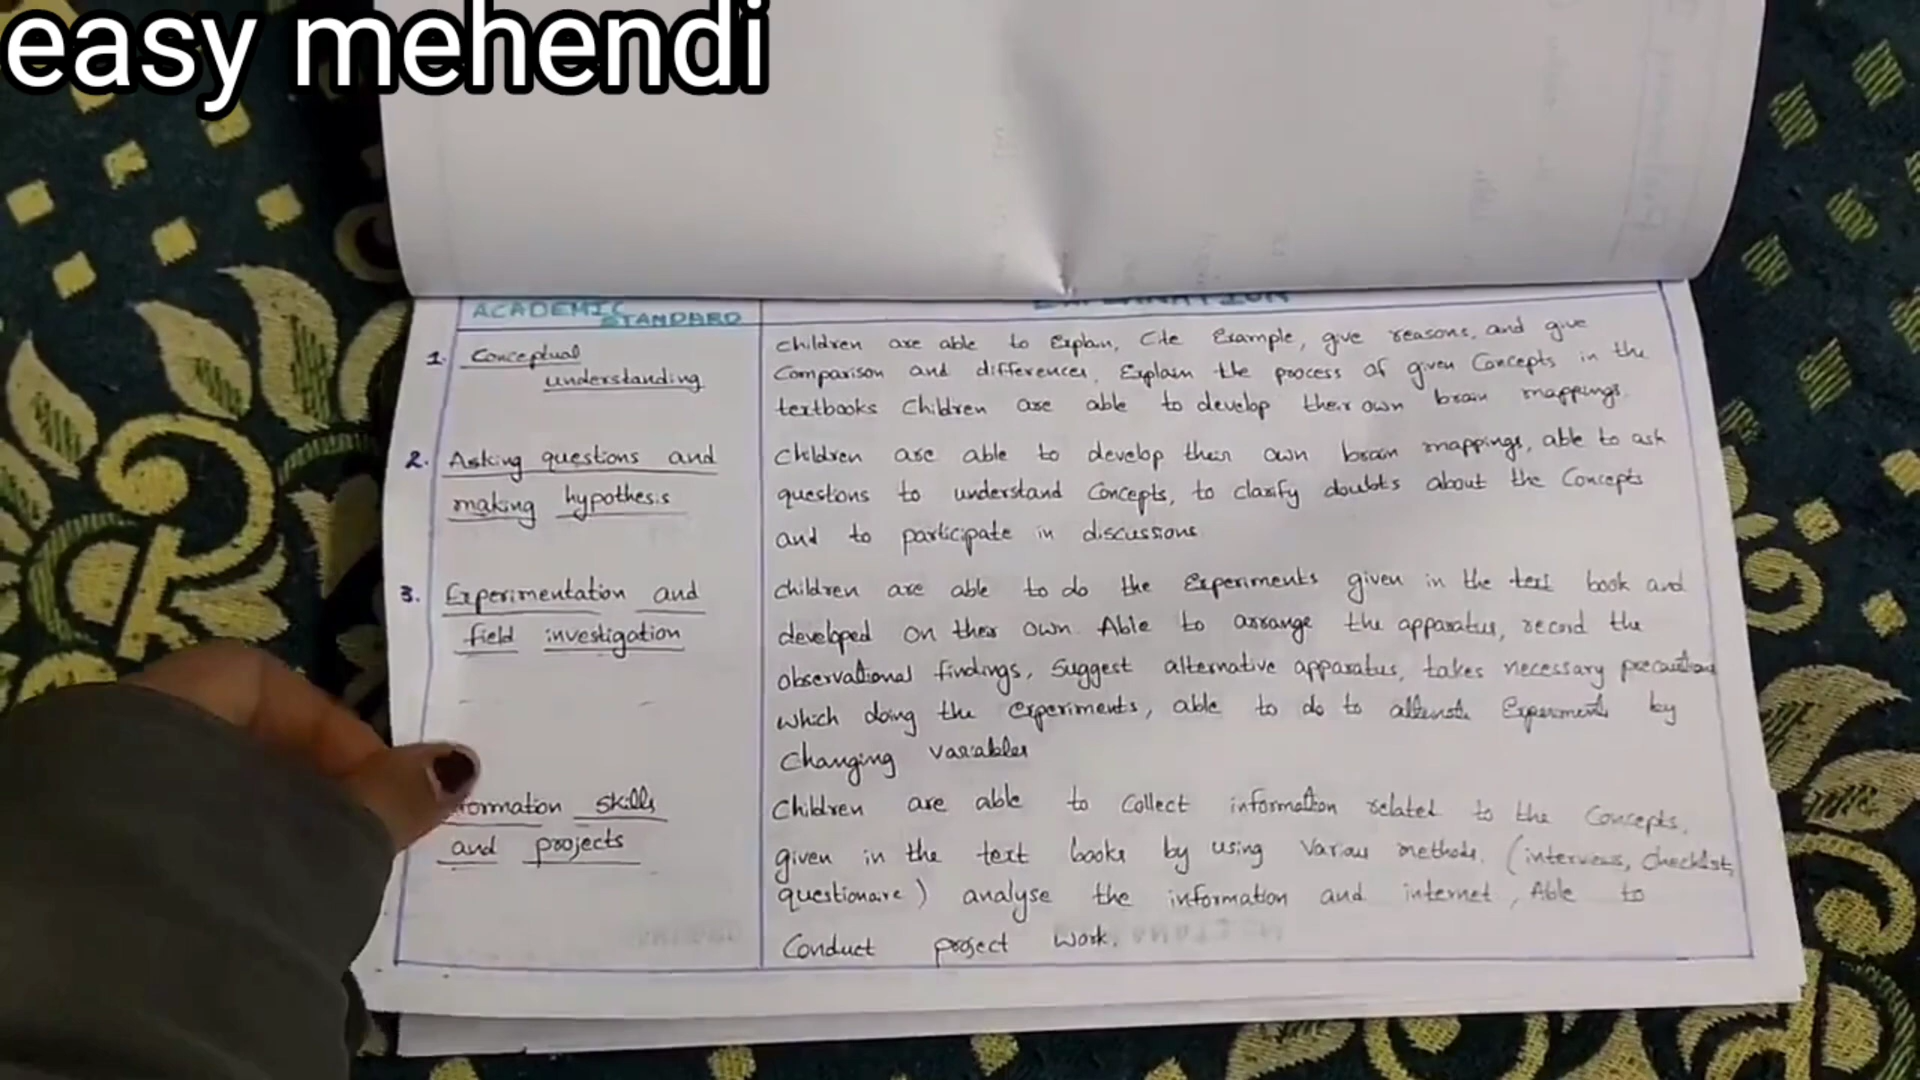 easy mehendi
ACADEMIC STANDARD
EXPLANATION
1. Conceptual
understanding
Children are able to Explain, Cite Example, give reasons, and give
Comparison and differences, Explain the process of given Concepts in the
textbooks Children are able to develop their own brain mappings.
2. Asking questions and
making hypothesis
Children are able to develop their own brain mappings, able to ask
questions to understand Concepts, to clarify doubts about the Concepts
and to participate in discussions
3. Experimentation and
field investigation
Children are able to do the Experiments given in the text book and
developed on their own. Able to arrange the apparatus, record the
observational findings, Suggest alternative apparatus, takes necessary precautions
which doing the experiments, able to do to Experiments by
Changing variables
formation skills
and projects
Children are able to Collect information related to the Concepts,
given in the text books by using Various methods. (interviews, Checklist,
questionare) analyse the information and internet, Able to
Conduct project work.